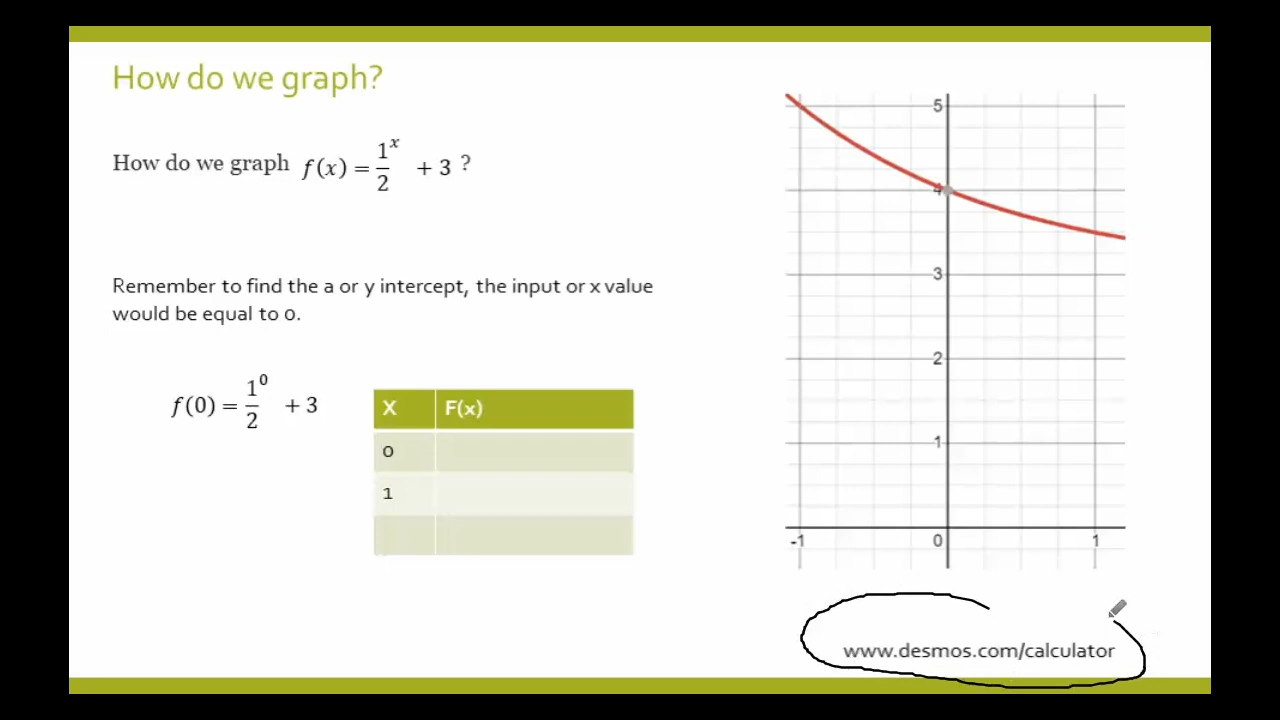 How do we graph?
How do we graph f(x) = 1^x/2 + 3 ?
Remember to find the a or y intercept, the input or x value
would be equal to 0.
f(0) = 1^0/2 + 3
X F(x)
0
1
5
4
3
2
1
-1 0 1
www.desmos.com/calculator